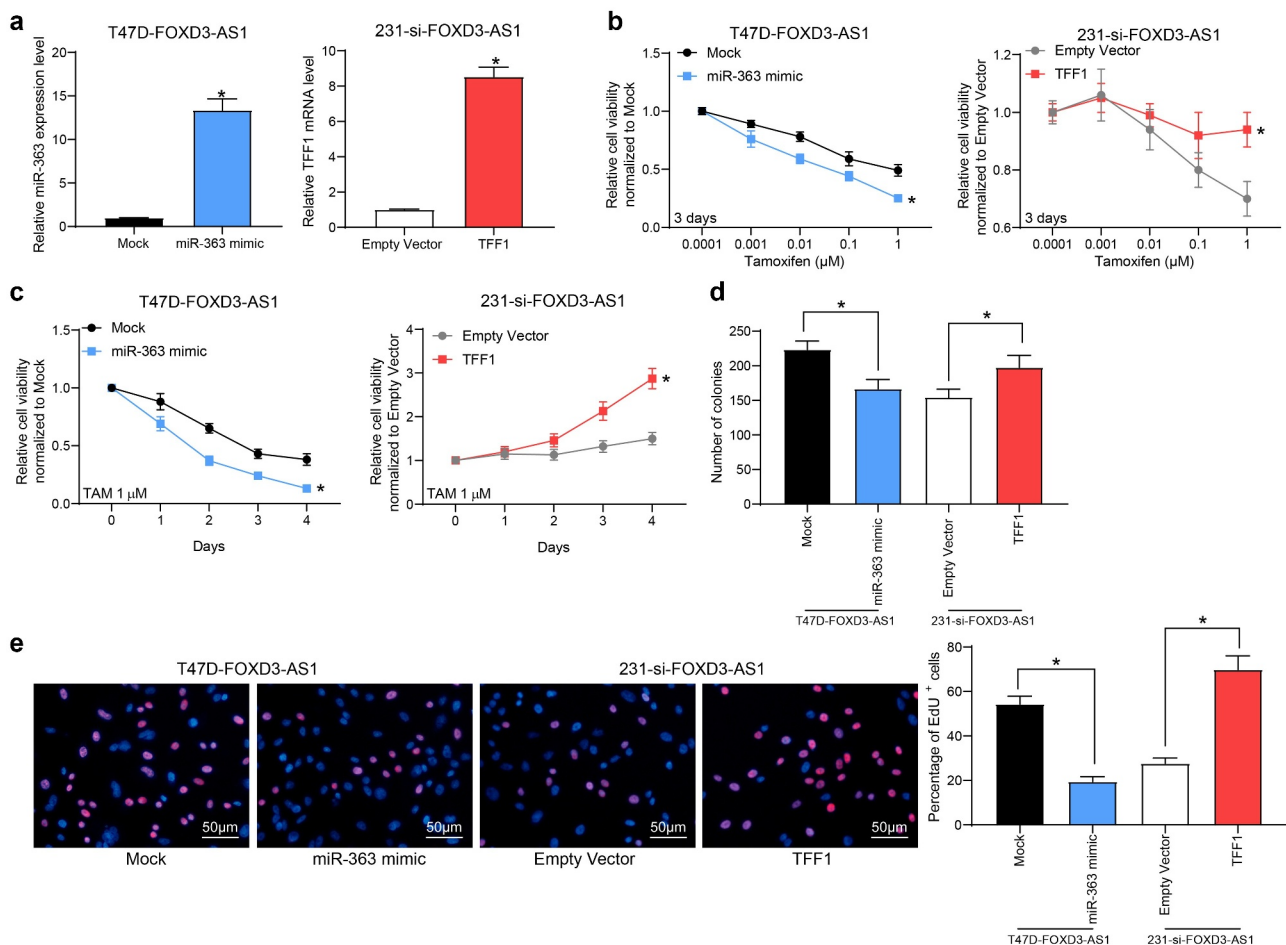 a
T47D-FOXD3-AS1
Relative miR-363 expression level
20
15
10
5
0
*
Mock
miR-363 mimic
231-si-FOXD3-AS1
Relative TFF1 mRNA level
10
8
6
4
2
0
*
Empty Vector
TFF1
b
T47D-FOXD3-AS1
Relative cell viability
normalized to Mock
1.5
1.0
0.5
0.0
Mock
miR-363 mimic
*
3 days
0.0001
0.001
0.01
0.1
1
Tamoxifen (μM)
231-si-FOXD3-AS1
Relative cell viability
normalized to Empty Vector
1.2
1.0
0.8
0.6
Empty Vector
TFF1
*
3 days
0.0001
0.001
0.01
0.1
1
Tamoxifen (μM)
c
T47D-FOXD3-AS1
Relative cell viability
normalized to Mock
1.5
1.0
0.5
0.0
Mock
miR-363 mimic
*
TAM 1 μM
0
1
2
3
4
Days
231-si-FOXD3-AS1
Relative cell viability
normalized to Empty Vector
4
3
2
1
0
Empty Vector
TFF1
*
TAM 1 μM
0
1
2
3
4
Days
d
Number of colonies
250
200
150
100
50
0
*
*
Mock
miR-363 mimic
Empty Vector
TFF1
T47D-FOXD3-AS1
231-si-FOXD3-AS1
e
T47D-FOXD3-AS1
231-si-FOXD3-AS1
50μm
50μm
50μm
50μm
Mock
miR-363 mimic
Empty Vector
TFF1
Percentage of EdU + cells
80
60
40
20
0
*
*
Mock
miR-363 mimic
Empty Vector
TFF1
T47D-FOXD3-AS1
231-si-FOXD3-AS1